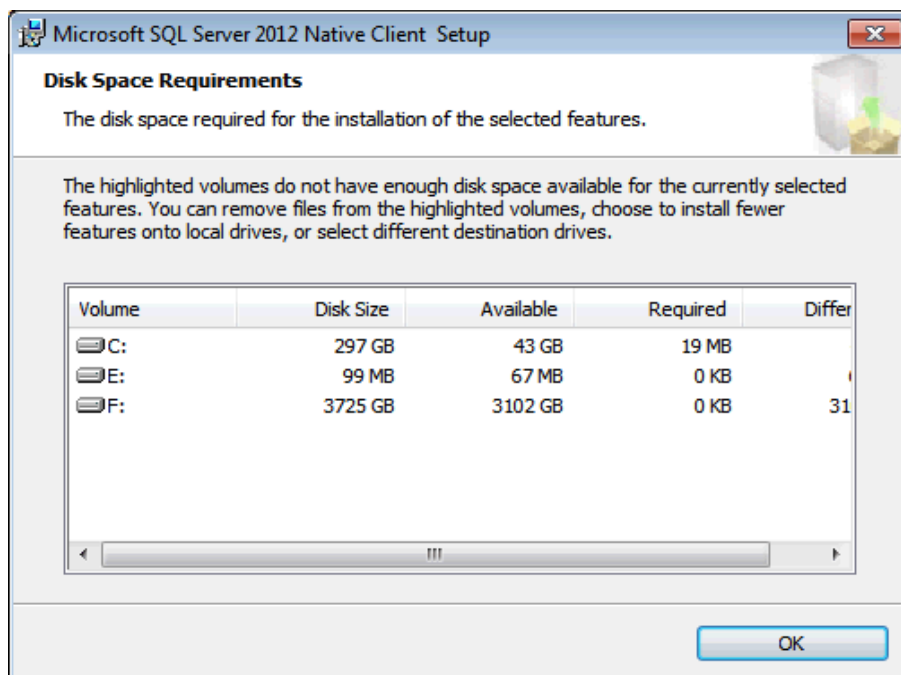 Microsoft SQL Server 2012 Native Client Setup
Disk Space Requirements
The disk space required for the installation of the selected features.
The highlighted volumes do not have enough disk space available for the currently selected
features. You can remove files from the highlighted volumes, choose to install fewer
features onto local drives, or select different destination drives.
Volume Disk Size Available Required Differ
C: 297 GB 43 GB 19 MB
E: 99 MB 67 MB 0 KB
F: 3725 GB 3102 GB 0 KB 31
OK